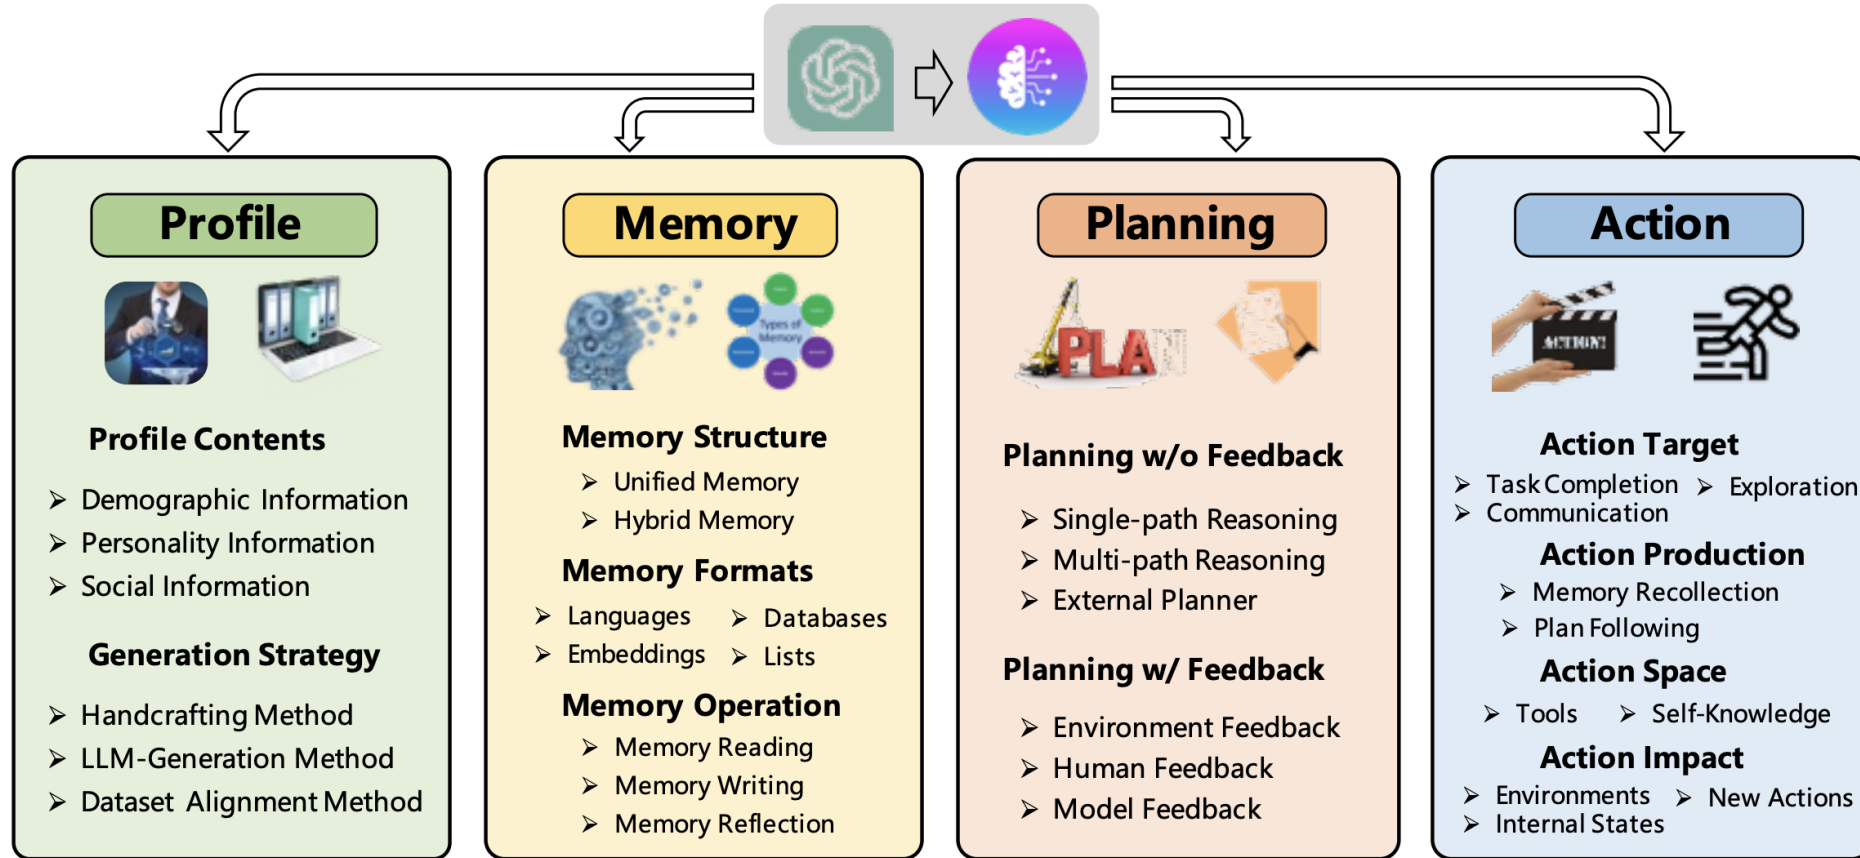 Profile
Profile Contents
➢ Demographic Information
➢ Personality Information
➢ Social Information
Generation Strategy
➢ Handcrafting Method
➢ LLM-Generation Method
➢ Dataset Alignment Method
Memory
Types of
Memory
Memory Structure
➢ Unified Memory
➢ Hybrid Memory
Memory Formats
➢ Languages ➢ Databases
➢ Embeddings ➢ Lists
Memory Operation
➢ Memory Reading
➢ Memory Writing
➢ Memory Reflection
Planning
PLAN
Planning w/o Feedback
➢ Single-path Reasoning
➢ Multi-path Reasoning
➢ External Planner
Planning w/ Feedback
➢ Environment Feedback
➢ Human Feedback
➢ Model Feedback
Action
ACTION!
Action Target
➢ Task Completion ➢ Exploration
➢ Communication
Action Production
➢ Memory Recollection
➢ Plan Following
Action Space
➢ Tools ➢ Self-Knowledge
Action Impact
➢ Environments ➢ New Actions
➢ Internal States